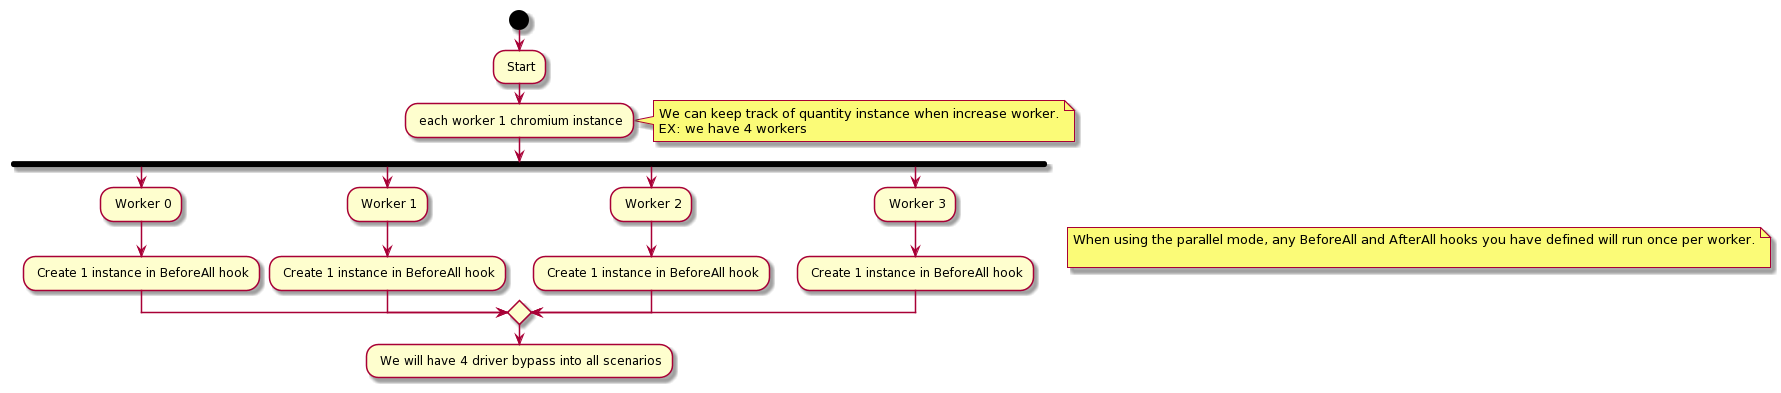 Start
each worker 1 chromium instance
We can keep track of quantity instance when increase worker.
EX: we have 4 workers
Worker 0
Worker 1
Worker 2
Worker 3
When using the parallel mode, any BeforeAll and AfterAll hooks you have defined will run once per worker.
Create 1 instance in BeforeAll hook
Create 1 instance in BeforeAll hook
Create 1 instance in BeforeAll hook
Create 1 instance in BeforeAll hook
We will have 4 driver bypass into all scenarios